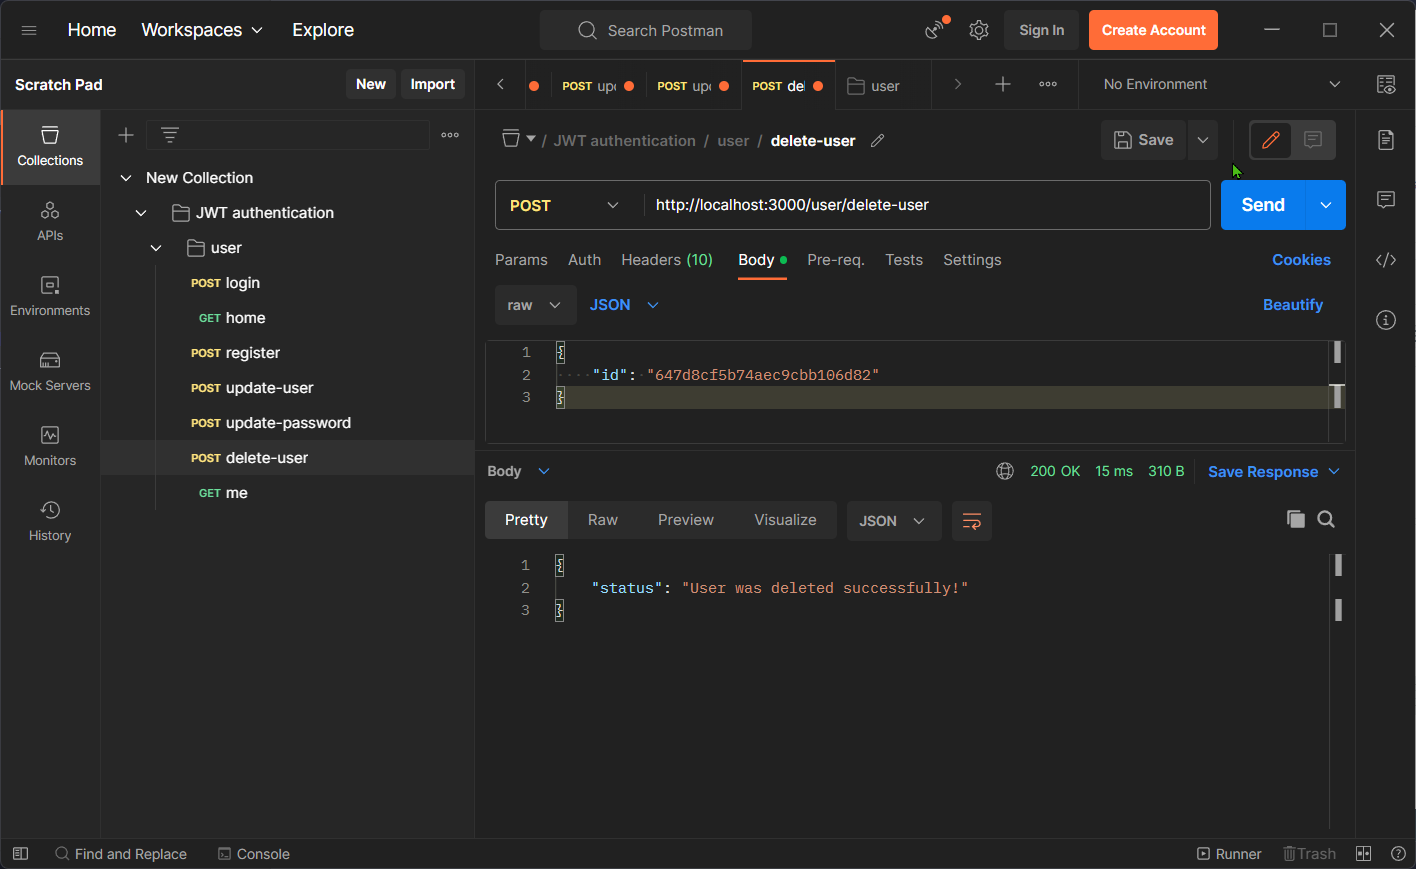 Home Workspaces Explore Search Postman Sign In Create Account
Scratch Pad New Import POST up POST up POST de user No Environment
Collections
APIs
Environments
Mock Servers
Monitors
History
New Collection
JWT authentication
user
POST login
GET home
POST register
POST update-user
POST update-password
POST delete-user
GET me
/ JWT authentication / user / delete-user Save
POST http://localhost:3000/user/delete-user Send
Params Auth Headers (10) Body Pre-req. Tests Settings Cookies
raw JSON Beautify
1 {
2 "id": "647d8cf5b74aec9cbb106d82"
3 }
Body 200 OK 15 ms 310 B Save Response
Pretty Raw Preview Visualize JSON
1 {
2 "status": "User was deleted successfully!"
3 }
Find and Replace Console Runner Trash